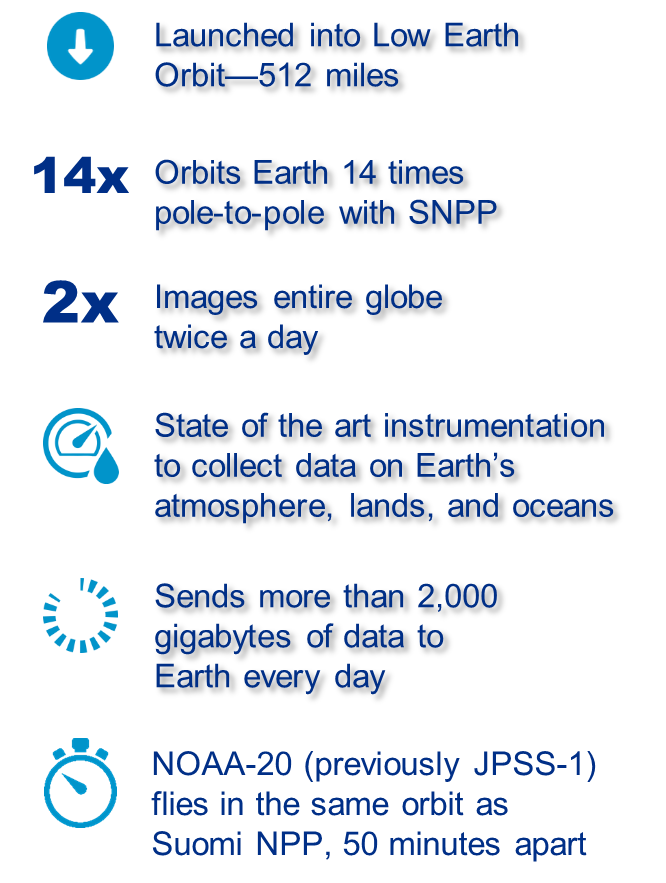 Launched into Low Earth
Orbit—512 miles
14x
Orbits Earth 14 times
pole-to-pole with SNPP
2x
Images entire globe
twice a day
State of the art instrumentation
to collect data on Earth’s
atmosphere, lands, and oceans
Sends more than 2,000
gigabytes of data to
Earth every day
NOAA-20 (previously JPSS-1)
flies in the same orbit as
Suomi NPP, 50 minutes apart